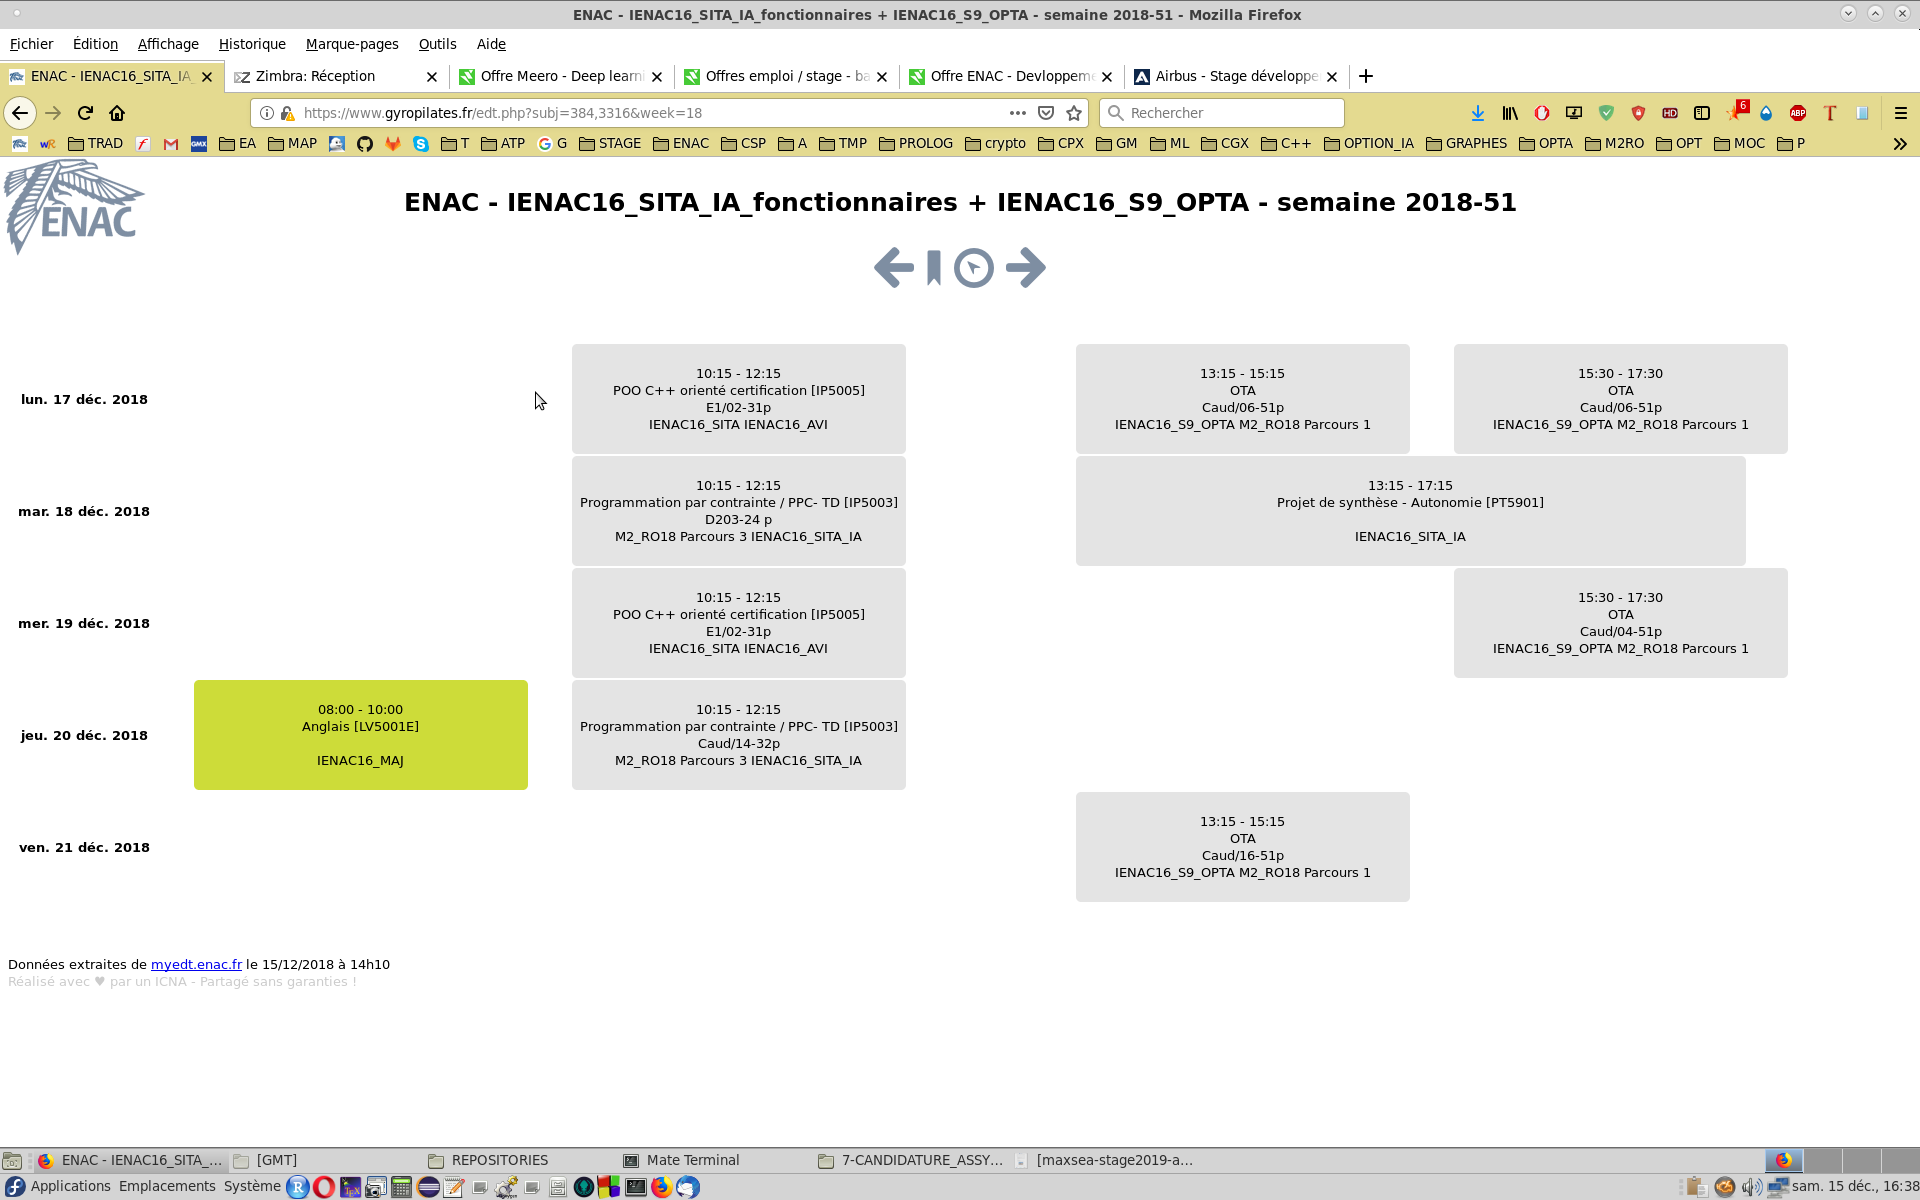 ENAC - IENAC16_SITA_IA_fonctionnaires + IENAC16_S9_OPTA - semaine 2018-51 - Mozilla Firefox
Fichier Édition Affichage Historique Marque-pages Outils Aide
ENAC - IENAC16_SITA_IA Zimbra: Réception Offre Meero - Deep learni Offres emploi / stage - ba Offre ENAC - Devloppem Airbus - Stage développe
https://www.gyropilates.fr/edt.php?subj=384,3316&week=18 Rechercher 6 HD ABP T
TRAD GMX EA MAP T ATP G STAGE ENAC CSP A TMP PROLOG crypto CPX GM ML CGX C++ OPTION_IA GRAPHES OPTA M2RO OPT MOC P
ENAC
ENAC - IENAC16_SITA_IA_fonctionnaires + IENAC16_S9_OPTA - semaine 2018-51
lun. 17 déc. 2018
10:15 - 12:15
POO C++ orienté certification [IP5005]
E1/02-31p
IENAC16_SITA IENAC16_AVI
13:15 - 15:15
OTA
Caud/06-51p
IENAC16_S9_OPTA M2_RO18 Parcours 1
15:30 - 17:30
OTA
Caud/06-51p
IENAC16_S9_OPTA M2_RO18 Parcours 1
mar. 18 déc. 2018
10:15 - 12:15
Programmation par contrainte / PPC- TD [IP5003]
D203-24 p
M2_RO18 Parcours 3 IENAC16_SITA_IA
13:15 - 17:15
Projet de synthèse - Autonomie [PT5901]
IENAC16_SITA_IA
mer. 19 déc. 2018
10:15 - 12:15
POO C++ orienté certification [IP5005]
E1/02-31p
IENAC16_SITA IENAC16_AVI
15:30 - 17:30
OTA
Caud/04-51p
IENAC16_S9_OPTA M2_RO18 Parcours 1
jeu. 20 déc. 2018
08:00 - 10:00
Anglais [LV5001E]
IENAC16_MAJ
10:15 - 12:15
Programmation par contrainte / PPC- TD [IP5003]
Caud/14-32p
M2_RO18 Parcours 3 IENAC16_SITA_IA
ven. 21 déc. 2018
13:15 - 15:15
OTA
Caud/16-51p
IENAC16_S9_OPTA M2_RO18 Parcours 1
Données extraites de myedt.enac.fr le 15/12/2018 à 14h10
Réalisé avec ♥ par un ICNA - Partagé sans garanties !
ENAC - IENAC16_SITA_... [GMT] REPOSITORIES Mate Terminal 7-CANDIDATURE_ASSY... [maxsea-stage2019-a...
Applications Emplacements Système sam. 15 déc., 16:38